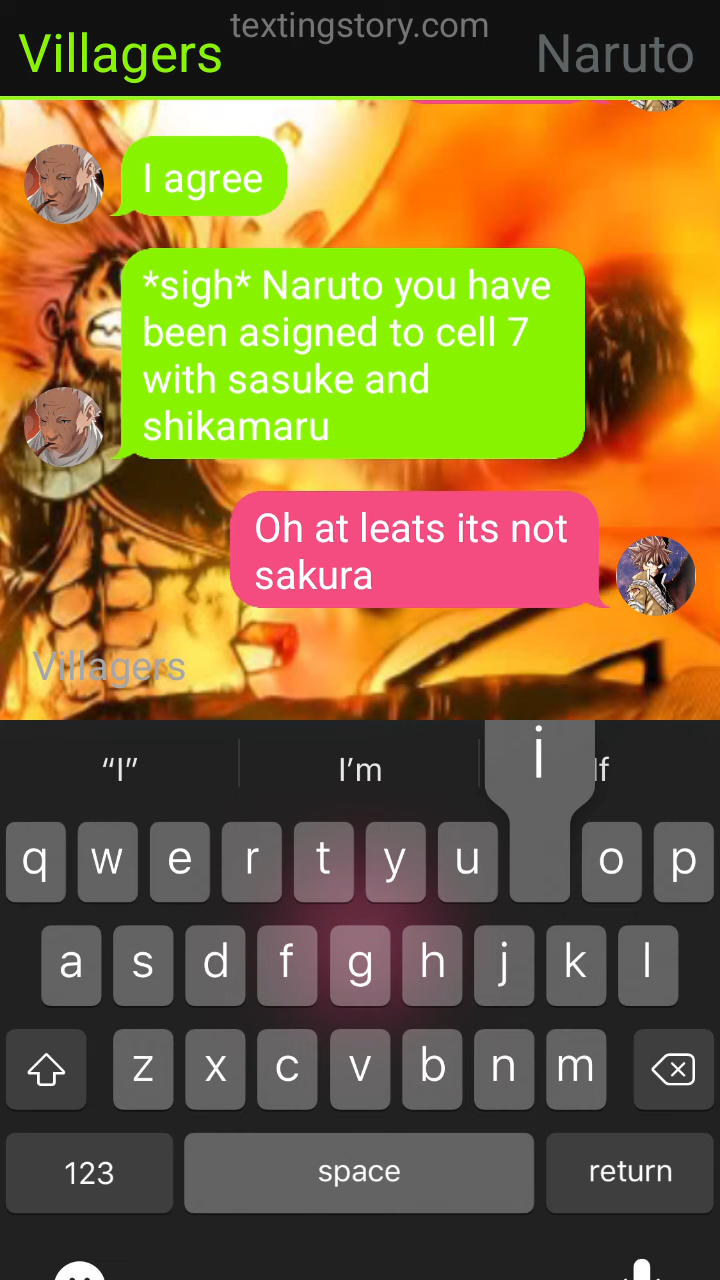 textingstory.com
Villagers
Naruto
I agree
*sigh* Naruto you have
been asigned to cell 7
with sasuke and
shikamaru
Oh at leats its not
sakura
Villagers
“I”
I’m
If
i
q w e r t y u o p
a s d f g h j k l
z x c v b n m
123
space
return